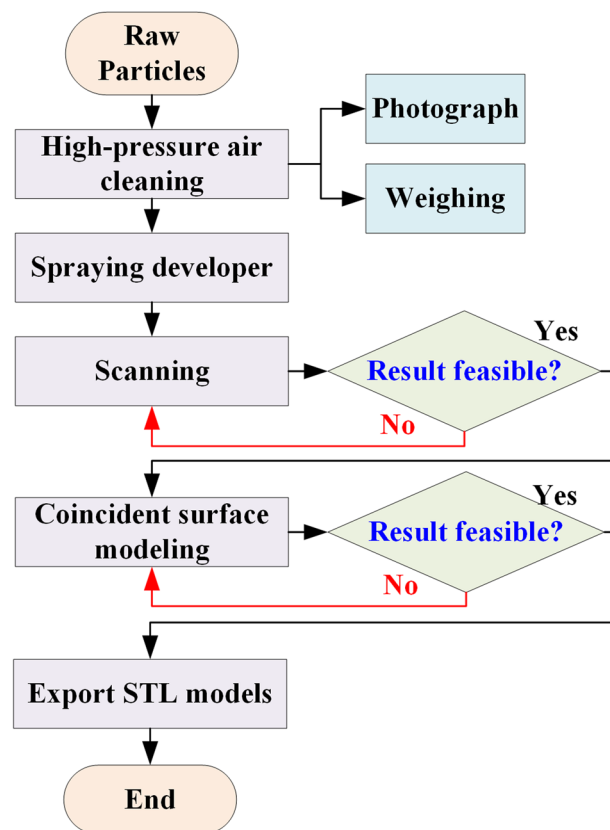 Raw
Particles
Photograph
High-pressure air
cleaning
Weighing
Spraying developer
Yes
Scanning
Result feasible?
No
Yes
Coincident surface
modeling
Result feasible?
No
Export STL models
End